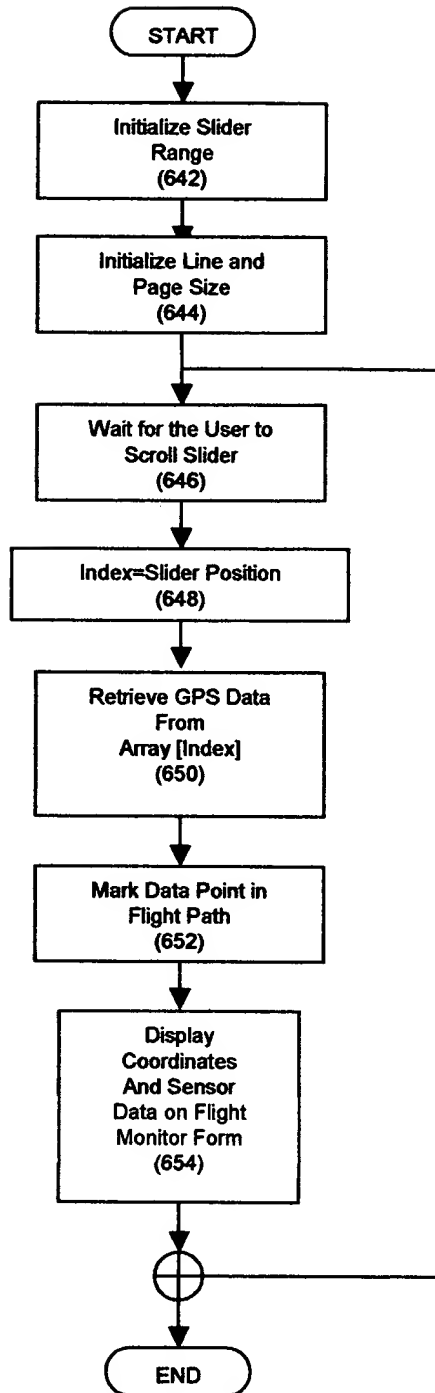 START
Initialize Slider
Range
(642)
Initialize Line and
Page Size
(644)
Wait for the User to
Scroll Slider
(646)
Index=Slider Position
(648)
Retrieve GPS Data
From
Array [Index]
(650)
Mark Data Point in
Flight Path
(652)
Display
Coordinates
And Sensor
Data on Flight
Monitor Form
(654)
END